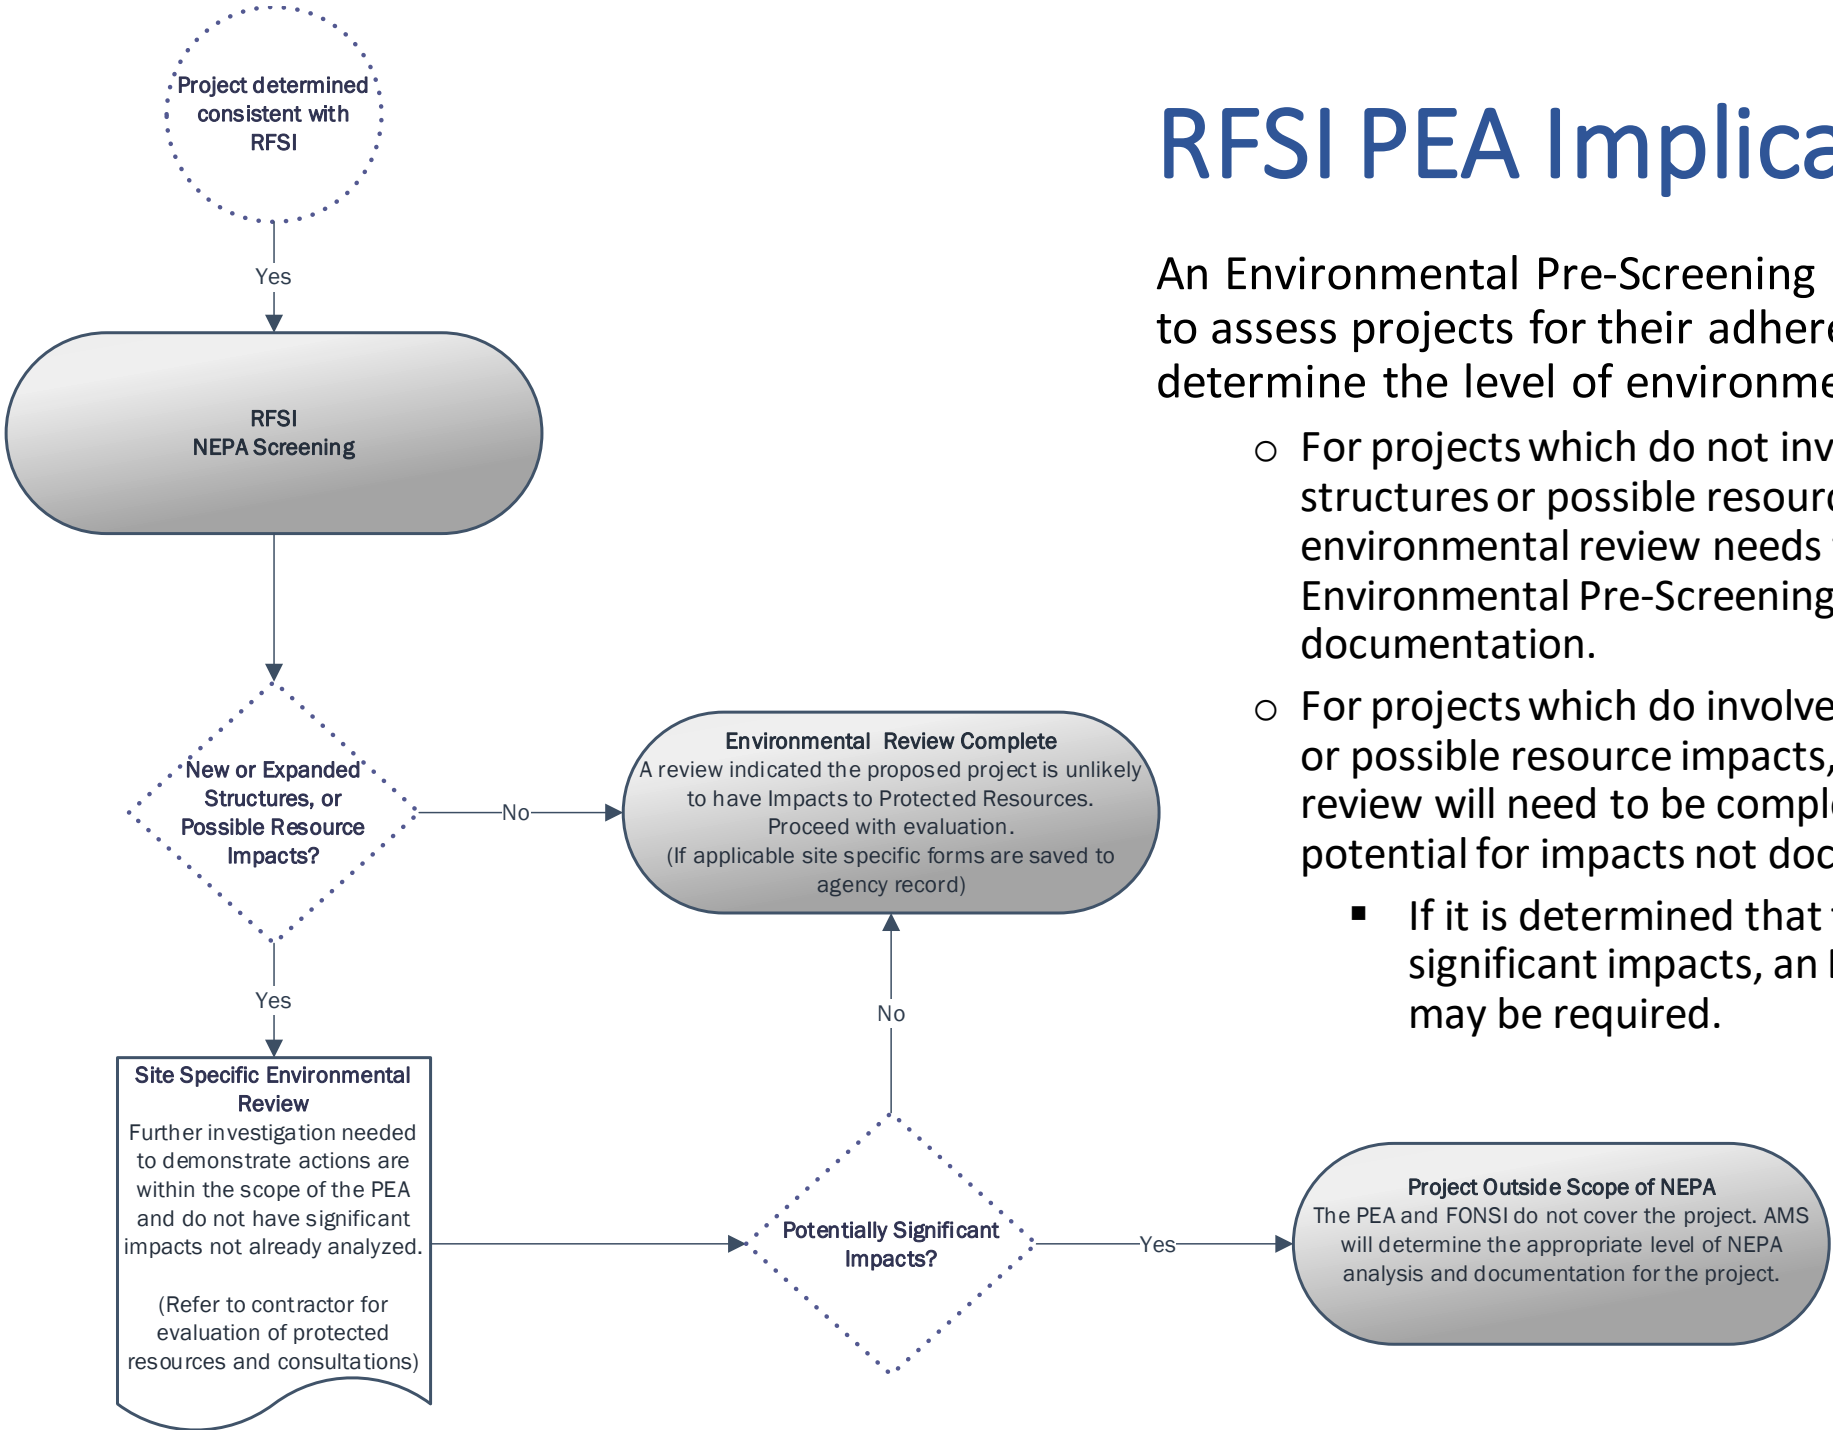 Project determined
consistent with
RFSI
Yes
RFSI
NEPA Screening
New or Expanded
Structures, or
Possible Resource
Impacts?
No
Environmental Review Complete
A review indicated the proposed project is unlikely
to have Impacts to Protected Resources.
Proceed with evaluation.
(If applicable site specific forms are saved to
agency record)
Yes
No
Site Specific Environmental
Review
Further investigation needed
to demonstrate actions are
within the scope of the PEA
and do not have significant
impacts not already analyzed.
(Refer to contractor for
evaluation of protected
resources and consultations)
Potentially Significant
Impacts?
Yes
Project Outside Scope of NEPA
The PEA and FONSI do not cover the project. AMS
will determine the appropriate level of NEPA
analysis and documentation for the project.
RFSI PEA
An Environmental Pre-Screening
to assess projects for their
determine the level of
For projects which do not
structures or possible
environmental review needs
Environmental Pre-Screening
documentation.
For projects which do involve
or possible resource impacts,
review will need to be
potential for impacts not
If it is determined that
significant impacts, an
may be required.